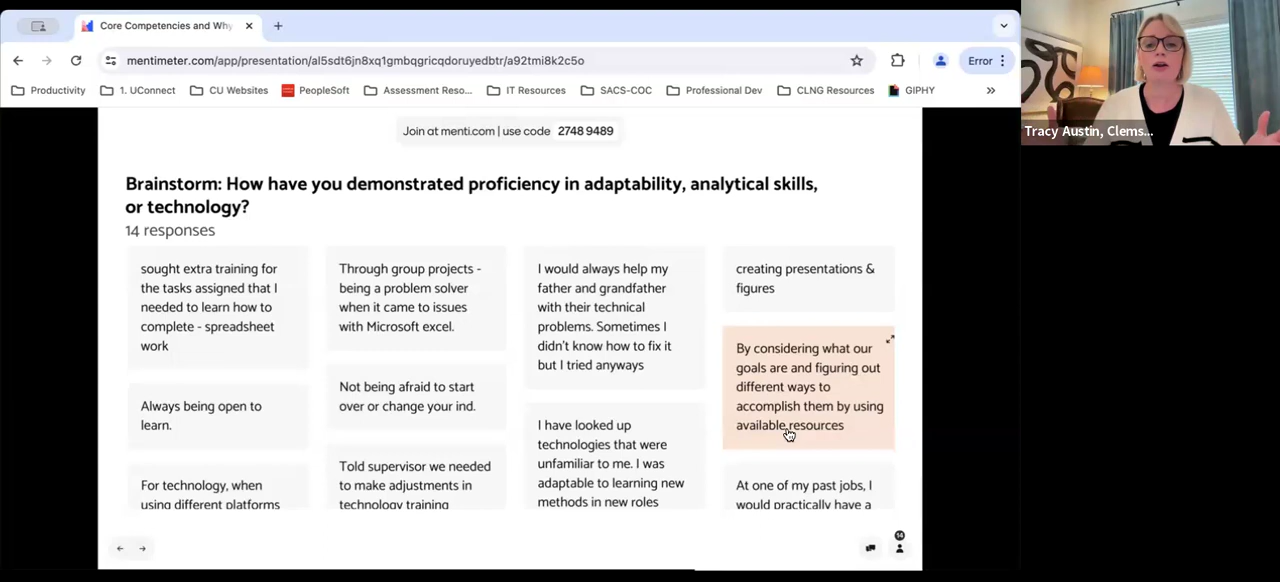 Core Competencies and Why
mentimeter.com/app/presentation/al5sdt6jn8xq1gmbqgricqdxruyedbtr/a92tmi8k2c5o
Error
Productivity
1. UConnect
CU Websites
PeopleSoft
Assessment Reso...
IT Resources
SACS-COC
Professional Dev
CLNG Resources
GIPHY
Tracy Austin, Clems...
Join at menti.com | use code 2748 9489
Brainstorm: How have you demonstrated proficiency in adaptability, analytical skills,
or technology?
14 responses
sought extra training for
the tasks assigned that I
needed to learn how to
complete - spreadsheet
work
Always being open to
learn.
For technology, when
using different platforms
Through group projects -
being a problem solver
when it came to issues
with Microsoft excel.
Not being afraid to start
over or change your ind.
Told supervisor we needed
to make adjustments in
technology training
I would always help my
father and grandfather
with their technical
problems. Sometimes I
didn't know how to fix it
but I tried anyways
I have looked up
technologies that were
unfamiliar to me. I was
adaptable to learning new
methods in new roles
creating presentations &
figures
By considering what our
goals are and figuring out
different ways to
accomplish them by using
available resources
At one of my past jobs, I
would practically have a
14